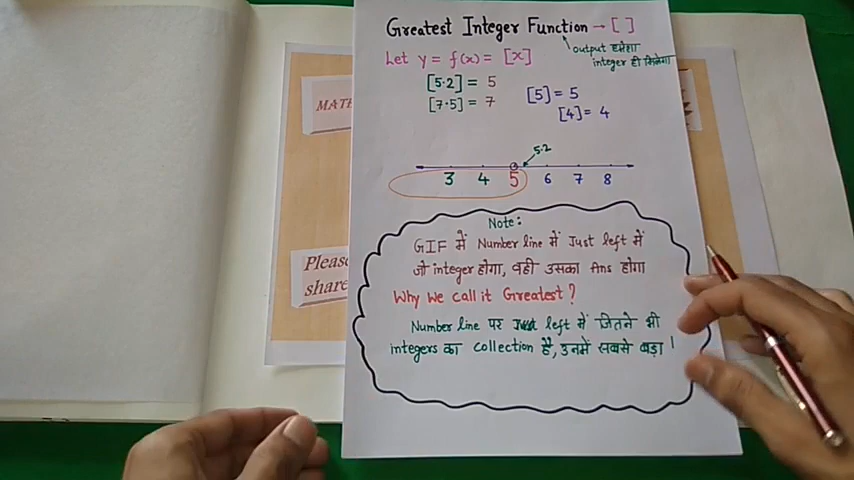 Greatest Integer Function → [ ]
output हमेशा
integer ही मिलेगा
Let y = f(x) = [x]
[5.2] = 5
[7.5] = 7
[5] = 5
[4] = 4
5.2
3 4 5 6 7 8
Note:
GIF में Number line में Just left में
जो integer होगा, वही उसका Ans होगा
Why we call it Greatest?
Number line पर Just left में जितने भी
integers का collection है, उनमें सबसे बड़ा।
MATH
Please
share